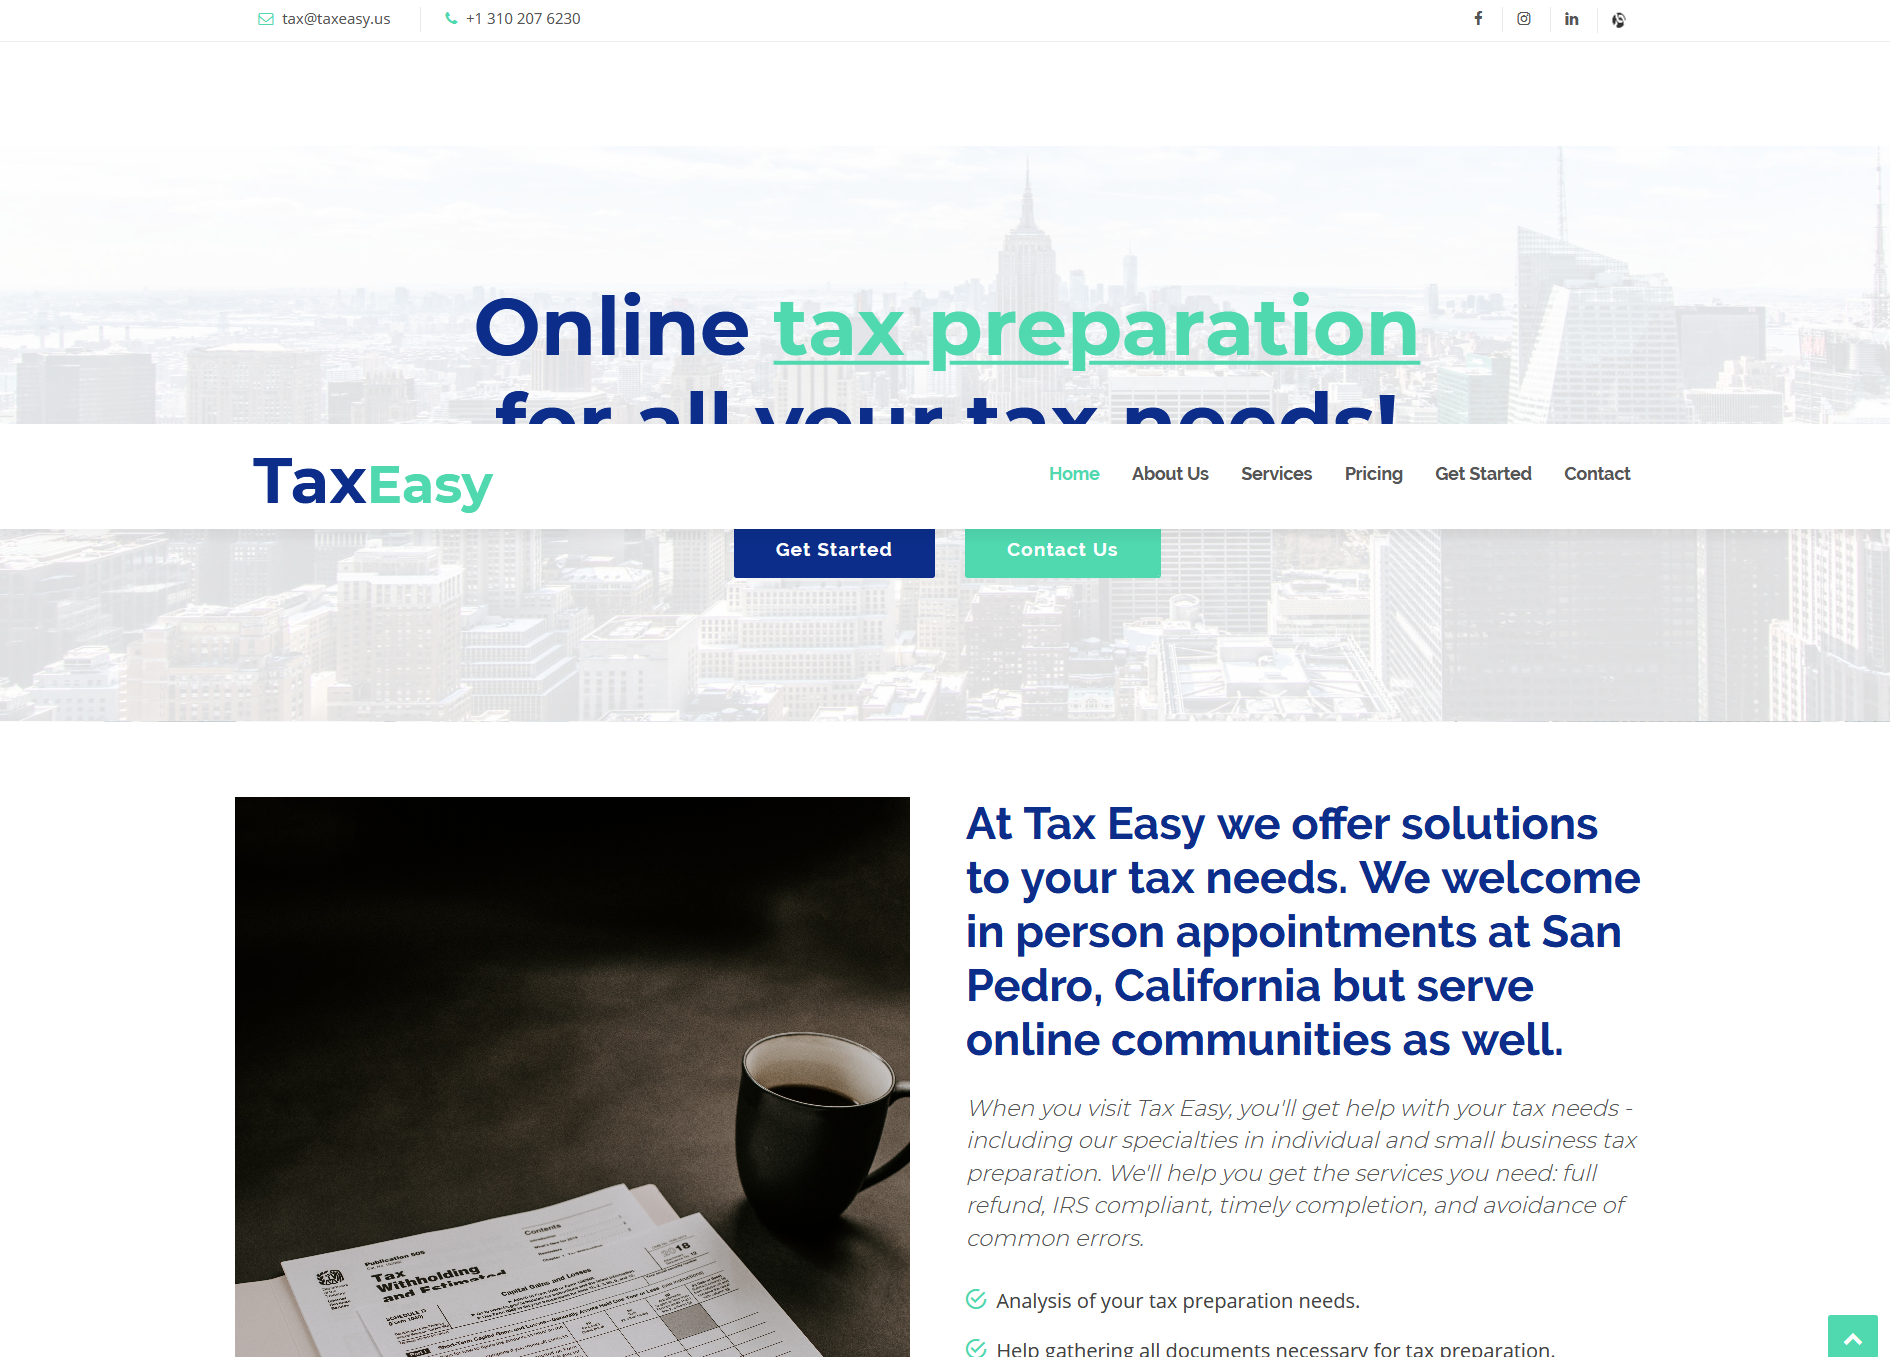 tax@taxeasy.us
+1 310 207 6230
Online tax preparation
for all your tax needs!
TaxEasy
Home
About Us
Services
Pricing
Get Started
Contact
Get Started
Contact Us
At Tax Easy we offer solutions
to your tax needs. We welcome
in person appointments at San
Pedro, California but serve
online communities as well.
When you visit Tax Easy, you'll get help with your tax needs -
including our specialties in individual and small business tax
preparation. We'll help you get the services you need: full
refund, IRS compliant, timely completion, and avoidance of
common errors.
Analysis of your tax preparation needs.
Help gathering all documents necessary for tax preparation.
Publication 505
Tax
Withholding
and Estimated
Contents
Capital Gains and Losses
2018